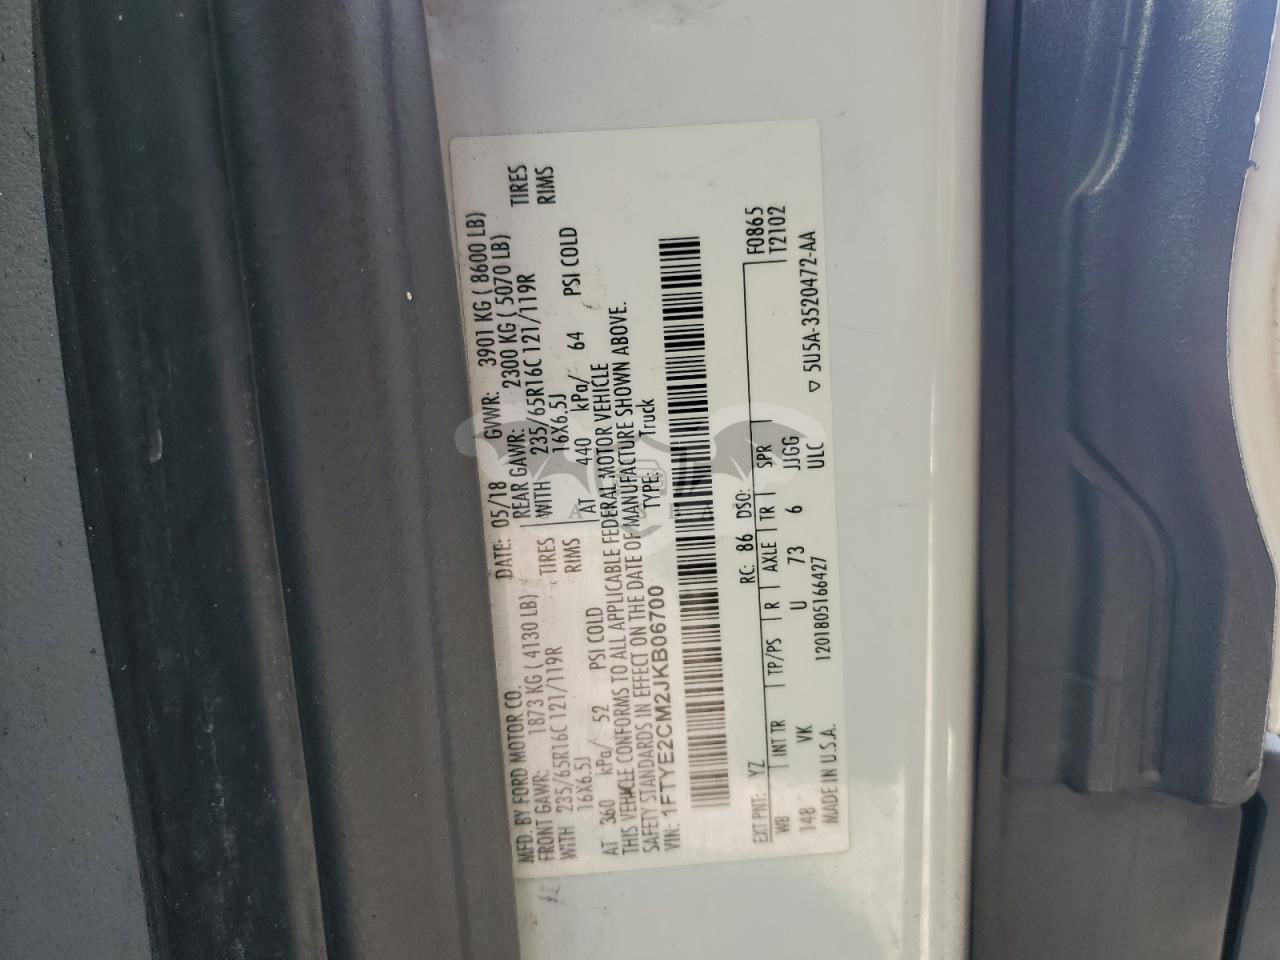 MFD. BY FORD MOTOR CO.
DATE: 05/18 GVWR: 3901 KG ( 8600 LB)
FRONT GAWR: 1873 KG ( 4130 LB)
REAR GAWR: 2300 KG ( 5070 LB)
WITH 235/65R16C 121/119R TIRES
WITH 235/65R16C 121/119R TIRES
16X6.5J RIMS
16X6.5J RIMS
AT 360 kPa/ 52 PSI COLD
AT 440 kPa/ 64 PSI COLD
THIS VEHICLE CONFORMS TO ALL APPLICABLE FEDERAL MOTOR VEHICLE
SAFETY STANDARDS IN EFFECT ON THE DATE OF MANUFACTURE SHOWN ABOVE.
VIN: 1FTYE2CM2JKB06700
TYPE: Truck
EXT PNT: YZ RC: 86 DSO: F0865
WB INT TR TP/PS R AXLE TR SPR T2102
148 VK U 73 6 JJGG
MADE IN U.S.A. 1201805166427 ULC ▽ 5U5A-3520472-AA